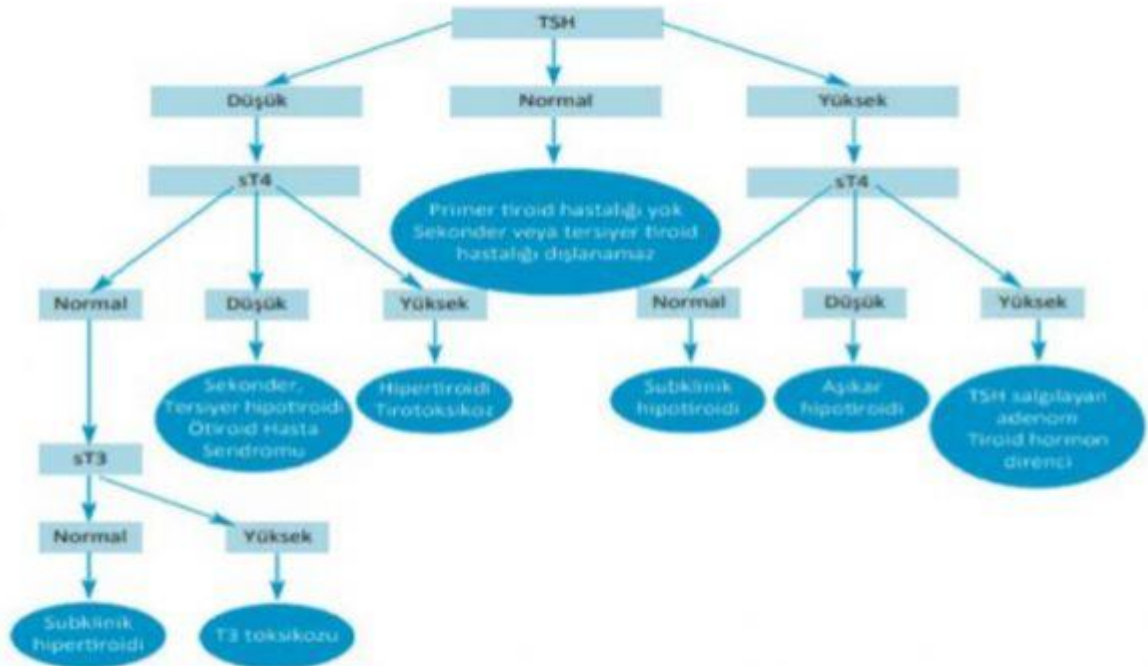 TSH
Düşük
Normal
Yüksek
sT4
sT4
Primer tiroid hastalığı yok
Sekonder veya tersiyer tiroid
hastalığı dışlanamaz
Normal
Düşük
Yüksek
Normal
Düşük
Yüksek
Sekonder,
Tersiyer hipotiroidi
Ötiroid Hasta
Sendromu
Hipertiroidi
Tirotoksikoz
Subklinik
hipotiroidi
Aşikar
hipotiroidi
TSH salgılayan
adenom
Tiroid hormon
direnci
sT3
Normal
Yüksek
Subklinik
hipertiroidi
T3 toksikozu